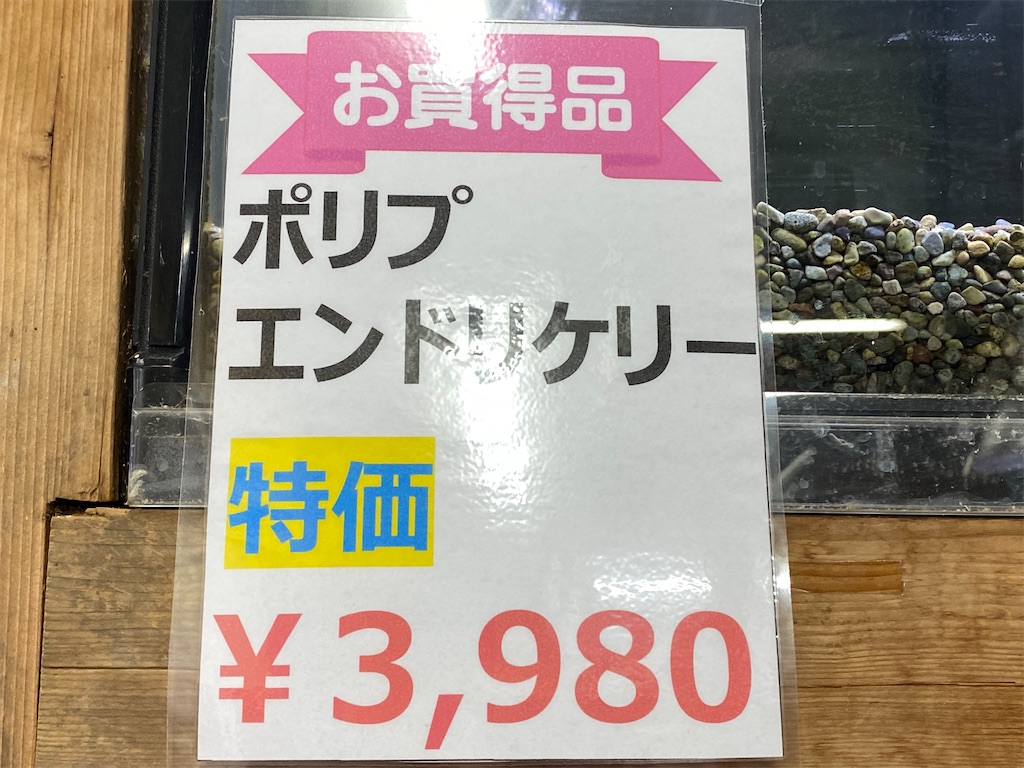 お買得品
ポリプ
エンドリケリー
特価
¥3,980